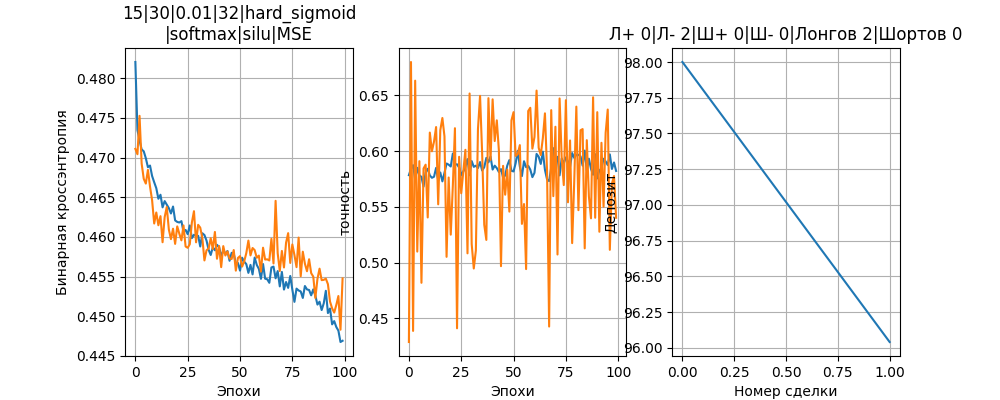 15|30|0.01|32|hard_sigmoid
|softmax|silu|MSE
Бинарная кроссэнтропия
0.480
0.475
0.470
0.465
0.460
0.455
0.450
0.445
0 25 50 75 100
Эпохи
точность
0.65
0.60
0.55
0.50
0.45
0 25 50 75 100
Эпохи
Л+ 0|Л- 2|Ш+ 0|Ш- 0|Лонгов 2|Шортов 0
Депозит
98.00
97.75
97.50
97.25
97.00
96.75
96.50
96.25
96.00
0.00 0.25 0.50 0.75 1.00
Номер сделки